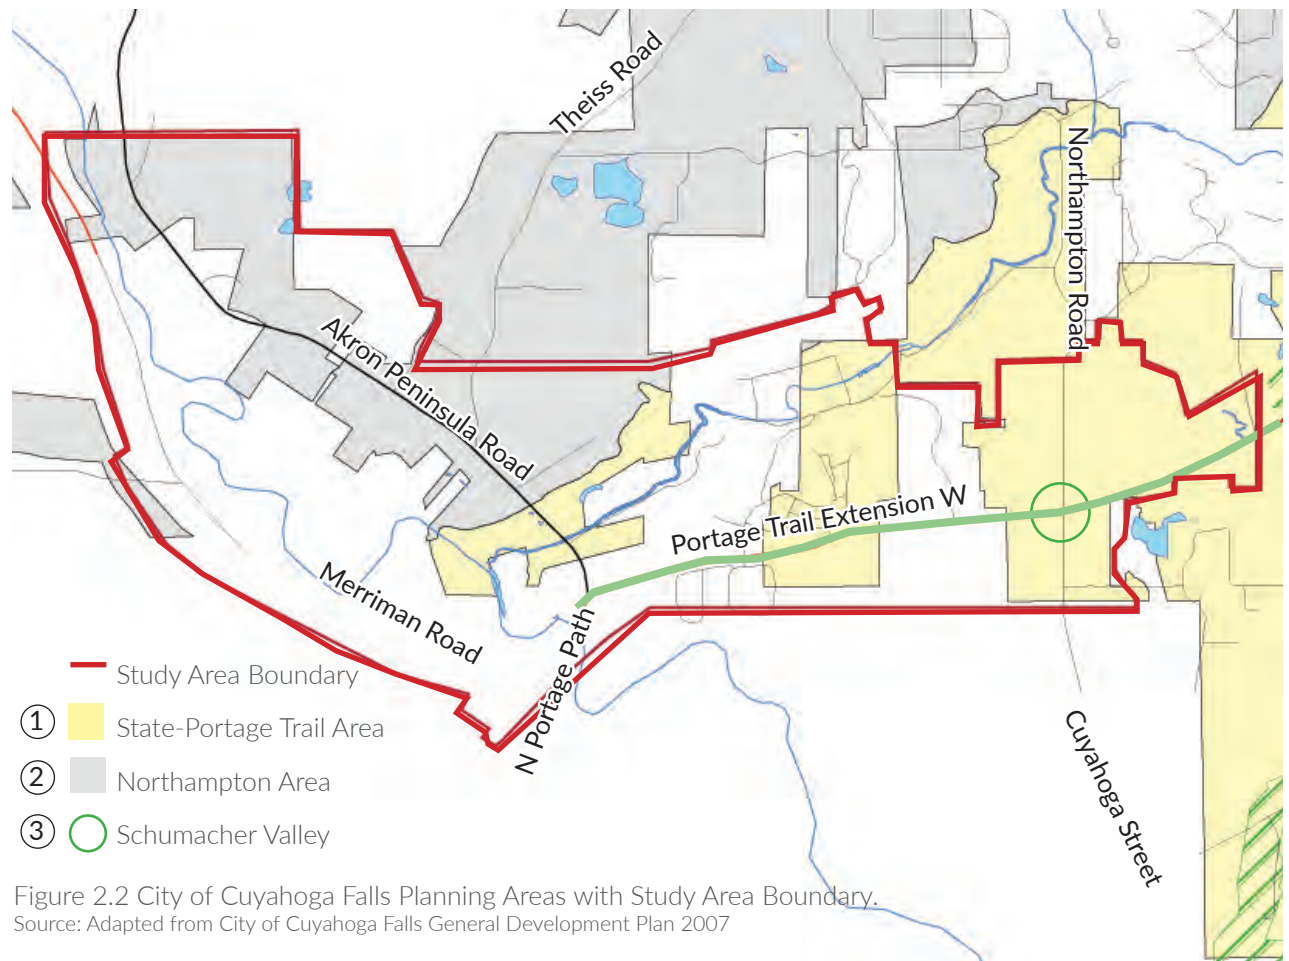 Theiss Road
Northampton Road
Akron Peninsula Road
Portage Trail Extension W
Merriman Road
N Portage Path
Cuyahoga Street
Study Area Boundary
1 State-Portage Trail Area
2 Northampton Area
3 Schumacher Valley
Figure 2.2 City of Cuyahoga Falls Planning Areas with Study Area Boundary.
Source: Adapted from City of Cuyahoga Falls General Development Plan 2007